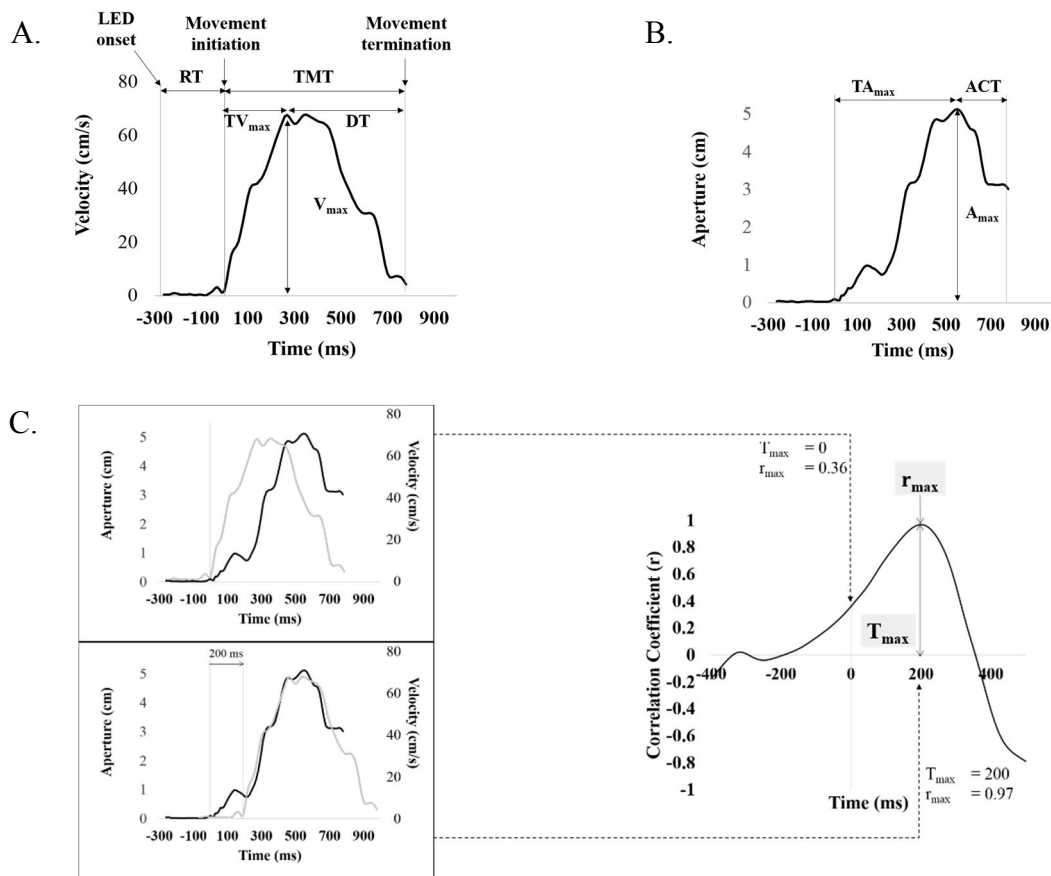 A.
LED
onset
Movement
initiation
Movement
termination
RT
TMT
TVmax
DT
Vmax
Velocity (cm/s)
80
60
40
20
0
-300 -100 100 300 500 700 900
Time (ms)
B.
TAmax
ACT
Amax
Aperture (cm)
5
4
3
2
1
0
-300 -100 100 300 500 700 900
Time (ms)
C.
Aperture (cm)
5
4
3
2
1
0
80
60
40
20
0
Velocity (cm/s)
-300 -100 100 300 500 700 900
Time (ms)
200 ms
Aperture (cm)
5
4
3
2
1
0
80
60
40
20
0
Velocity (cm/s)
-300 -100 100 300 500 700 900
Time (ms)
Tmax = 0
rmax = 0.36
rmax
Tmax
Correlation Coefficient (r)
1
0.8
0.6
0.4
0.2
0
-0.2
-0.4
-0.6
-0.8
-1
-400 -200 0 200 400
Time (ms)
Tmax = 200
rmax = 0.97